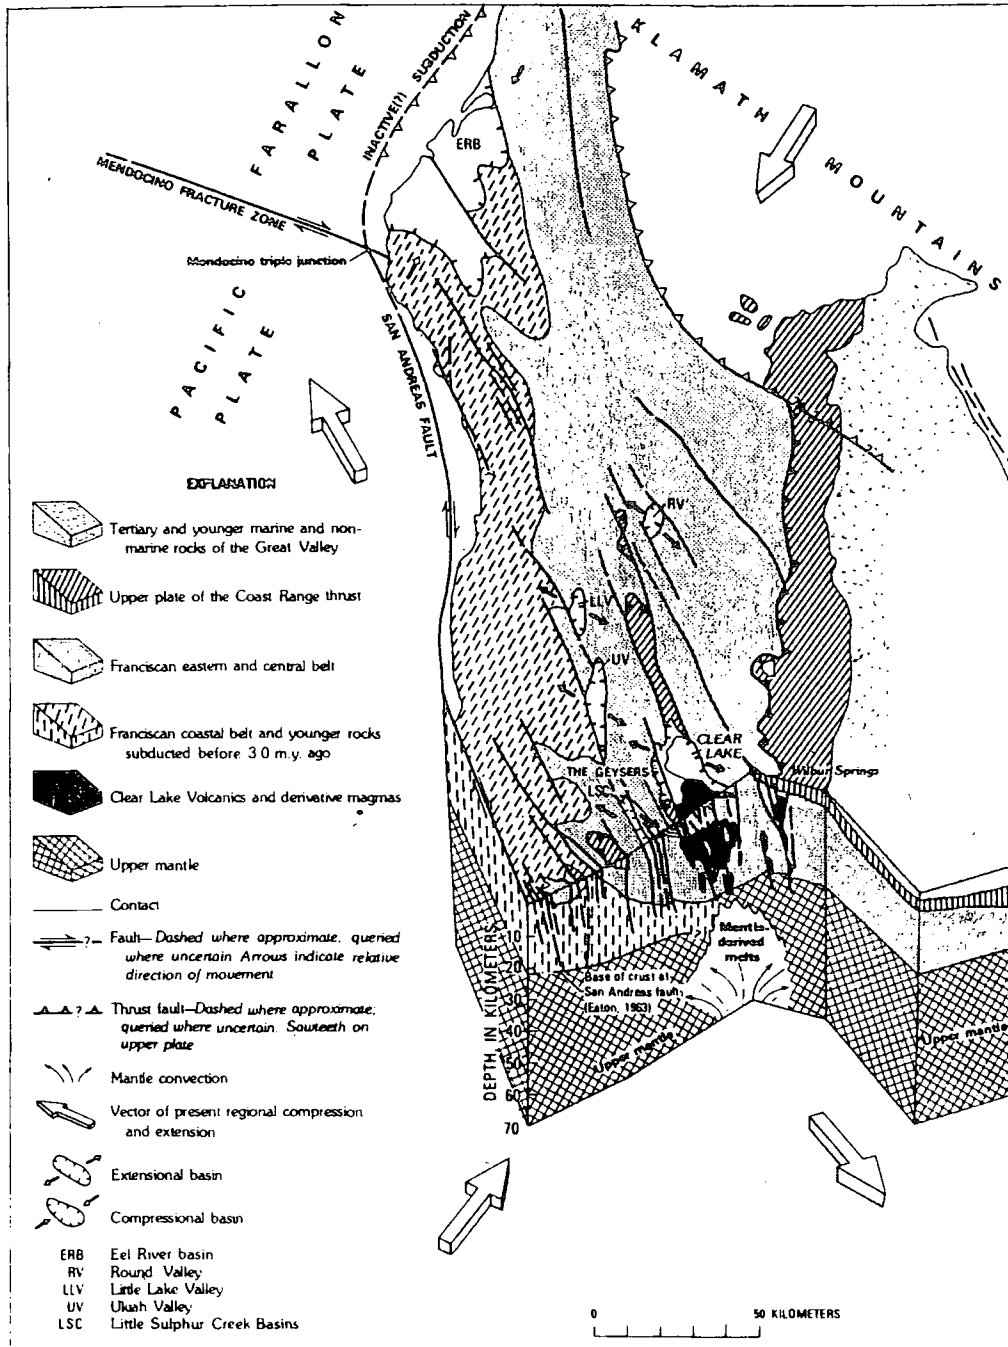 FARALLON
PLATE
INACTIVE(?) SUBDUCTION
KLAMATH MOUNTAINS
ERB
MENDOCINO FRACTURE ZONE
Mendocino triple junction
PACIFIC
PLATE
SAN ANDREAS FAULT
?
RV
LLV
UV
CLEAR
LAKE
THE GEYSERS
LSC
Wilbur Springs
EXPLANATION
Tertiary and younger marine and non-
marine rocks of the Great Valley
Upper plate of the Coast Range thrust
Franciscan eastern and central belt
Franciscan coastal belt and younger rocks
subducted before 3.0 m.y. ago
Clear Lake Volcanics and derivative magmas
Upper mantle
Contact
?
Fault—Dashed where approximate, queried
where uncertain. Arrows indicate relative
direction of movement
?
Thrust fault—Dashed where approximate;
queried where uncertain. Sawteeth on
upper plate
Mantle convection
Vector of present regional compression
and extension
Extensional basin
Compressional basin
ERB Eel River basin
RV Round Valley
LLV Little Lake Valley
UV Ukiah Valley
LSC Little Sulphur Creek Basins
DEPTH IN KILOMETERS
10
20
30
40
50
60
70
Mantle-
derived
melts
Base of crust at
San Andreas fault
(Eaton, 1963)
Upper mantle
Upper mantle
0 50 KILOMETERS